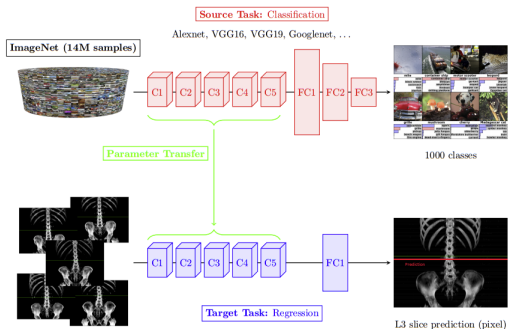 Source Task: Classification
Alexnet, VGG16, VGG19, Googlenet, ...
ImageNet (14M samples)
C1 C2 C3 C4 C5 FC1 FC2 FC3
1000 classes
Parameter Transfer
C1 C2 C3 C4 C5 FC1
Prediction
Target Task: Regression
L3 slice prediction (pixel)